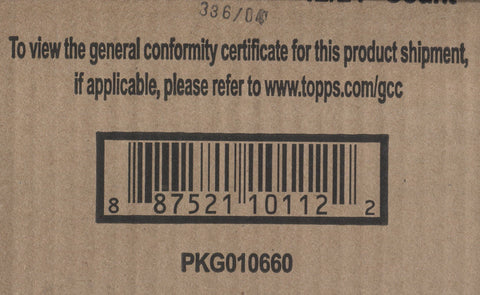 336/04
To view the general conformity certificate for this product shipment,
if applicable, please refer to www.topps.com/gcc
8 87521 10112 2
PKG010660